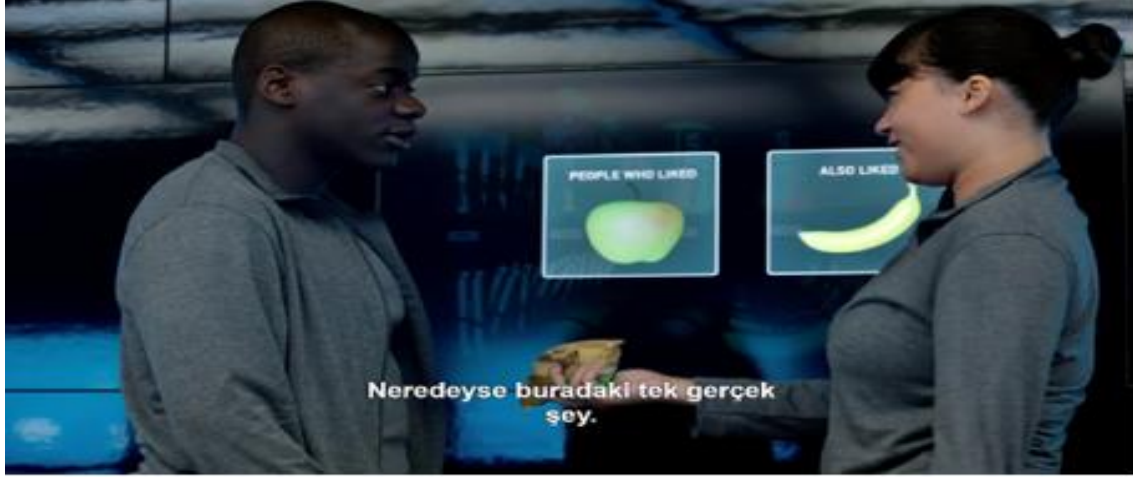 PEOPLE WHO LIKED
ALSO LIKED
Neredeyse buradaki tek gerçek
şey.